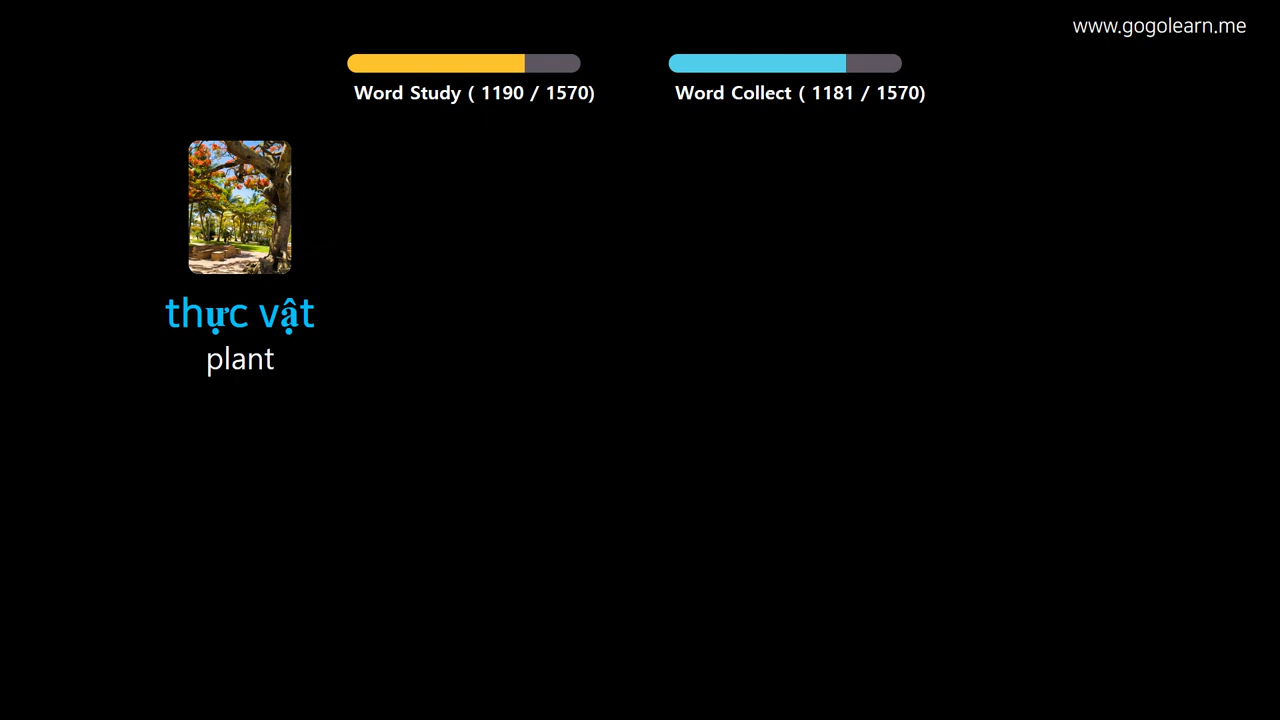 www.gogolearn.me
Word Study ( 1190 / 1570)
Word Collect ( 1181 / 1570)
thực vật
plant